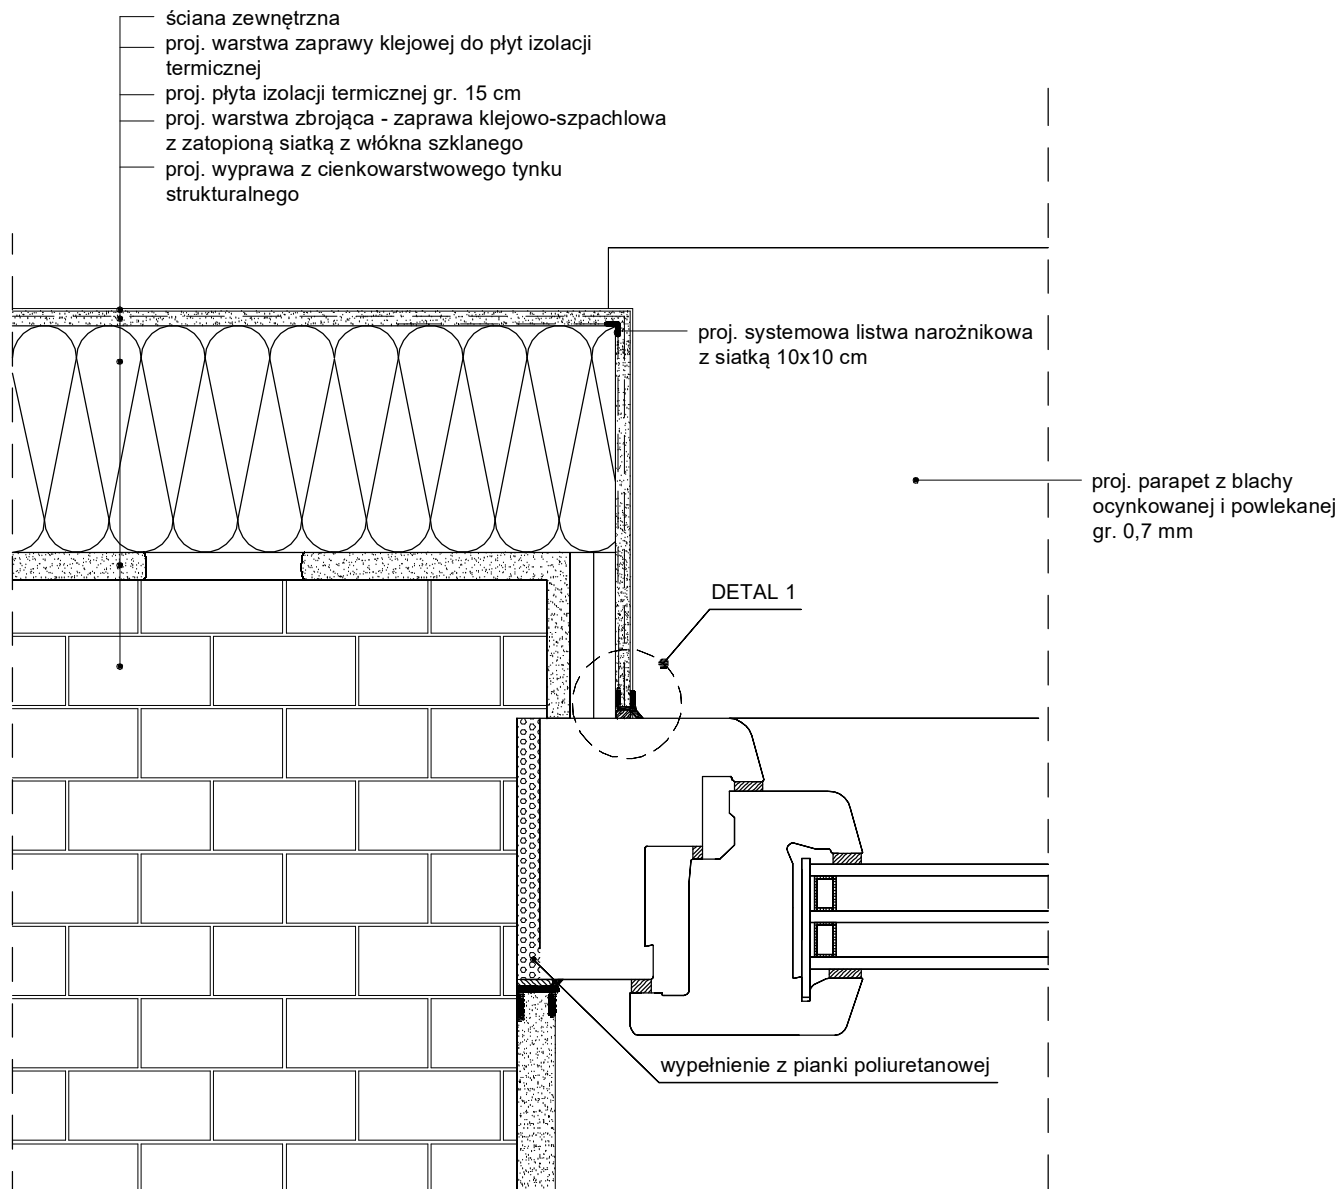 ściana zewnętrzna
proj. warstwa zaprawy klejowej do płyt izolacji
termicznej
proj. płyta izolacji termicznej gr. 15 cm
proj. warstwa zbrojąca - zaprawa klejowo-szpachlowa
z zatopioną siatką z włókna szklanego
proj. wyprawa z cienkowarstwowego tynku
strukturalnego
proj. systemowa listwa narożnikowa
z siatką 10x10 cm
proj. parapet z blachy
ocynkowanej i powlekanej
gr. 0,7 mm
DETAL 1
wypełnienie z pianki poliuretanowej